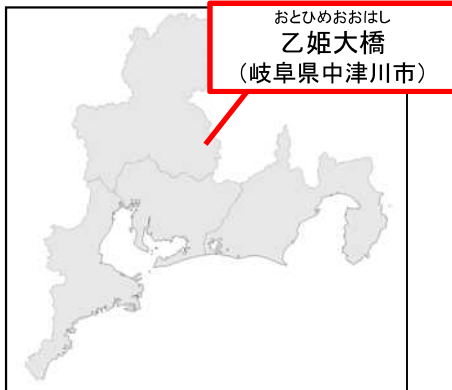 おとひめおおはし
乙姫大橋
（岐阜県中津川市）